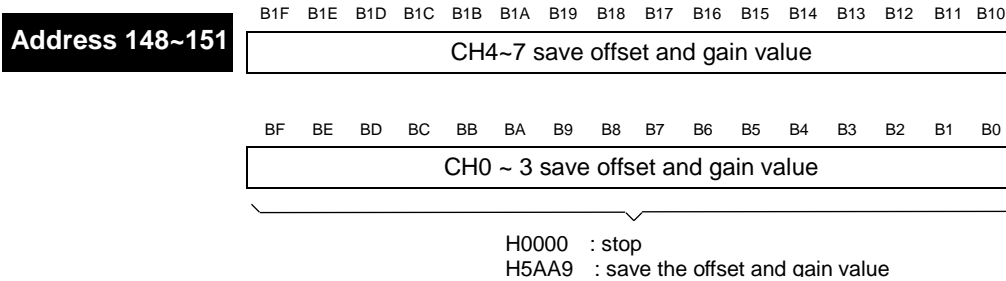 B1F B1E B1D B1C B1B B1A B19 B18 B17 B16 B15 B14 B13 B12 B11 B10
Address 148~151
CH4~7 save offset and gain value
BF BE BD BC BB BA B9 B8 B7 B6 B5 B4 B3 B2 B1 B0
CH0 ~ 3 save offset and gain value
H0000 : stop
H5AA9 : save the offset and gain value